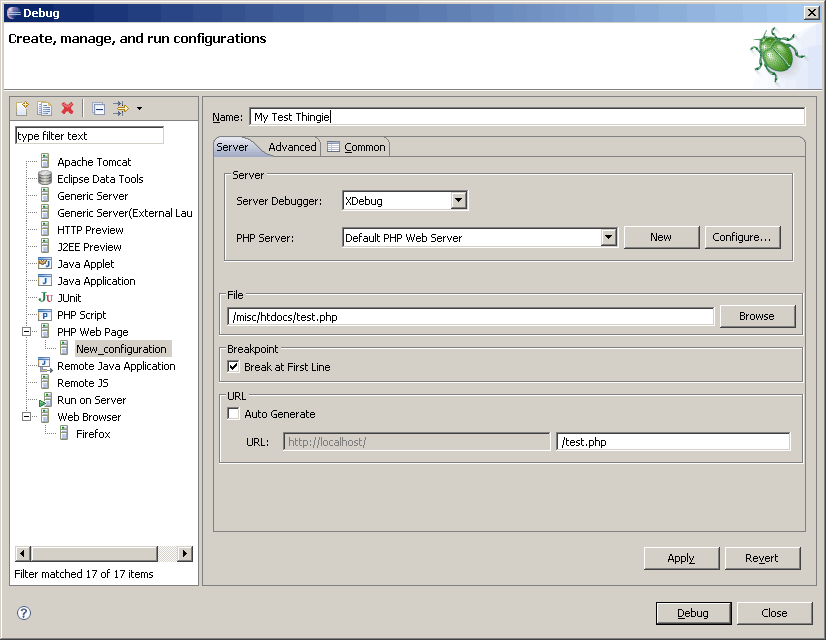 Debug
Create, manage, and run configurations
type filter text
Apache Tomcat
Eclipse Data Tools
Generic Server
Generic Server(External Lau
HTTP Preview
J2EE Preview
Java Applet
Java Application
Ju JUnit
PHP Script
PHP Web Page
New_configuration
Remote Java Application
Remote JS
Run on Server
Web Browser
Firefox
Filter matched 17 of 17 items
Name: My Test Thingie
Server Advanced Common
Server
Server Debugger: XDebug
PHP Server: Default PHP Web Server New Configure...
File
/misc/htdocs/test.php Browse
Breakpoint
Break at First Line
URL
Auto Generate
URL: http://localhost/ /test.php
Apply Revert
Debug Close